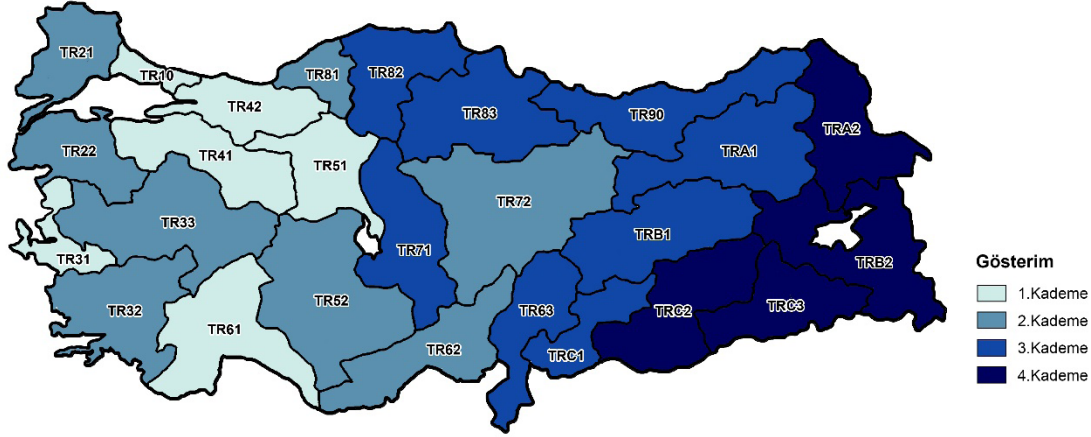 TR21
TR10
TR81
TR82
TR42
TR83
TR90
TRA2
TR22
TR41
TR51
TRA1
TR72
TR33
TRB1
TR71
TR31
TRB2
TR32
TR52
TR63
TRC2
TRC3
TR61
TR62
TRC1
Gösterim
1.Kademe
2.Kademe
3.Kademe
4.Kademe